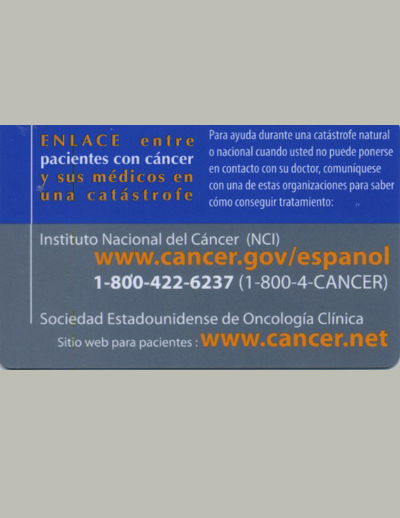 ENLACE entre
pacientes con cáncer
y sus médicos en
una catástrofe
Para ayuda durante una catástrofe natural
o nacional cuando usted no puede ponerse
en contacto con su doctor, comuníquese
con una de estas organizaciones para saber
cómo conseguir tratamiento:
Instituto Nacional del Cáncer (NCI)
www.cancer.gov/espanol
1-800-422-6237 (1-800-4-CANCER)
Sociedad Estadounidense de Oncología Clínica
Sitio web para pacientes : www.cancer.net